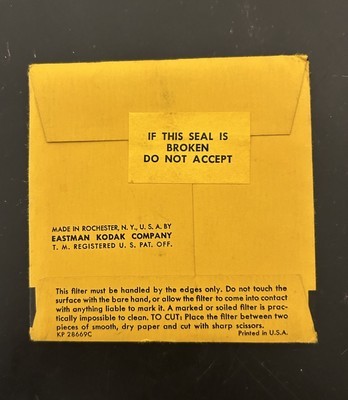 IF THIS SEAL IS
BROKEN
DO NOT ACCEPT
MADE IN ROCHESTER, N. Y., U. S. A. BY
EASTMAN KODAK COMPANY
T. M. REGISTERED U. S. PAT. OFF.
This filter must be handled by the edges only. Do not touch the
surface with the bare hand, or allow the filter to come into contact
with anything liable to mark it. A marked or soiled filter is prac-
tically impossible to clean. TO CUT: Place the filter between two
pieces of smooth, dry paper and cut with sharp scissors.
KP 28669C Printed in U.S.A.